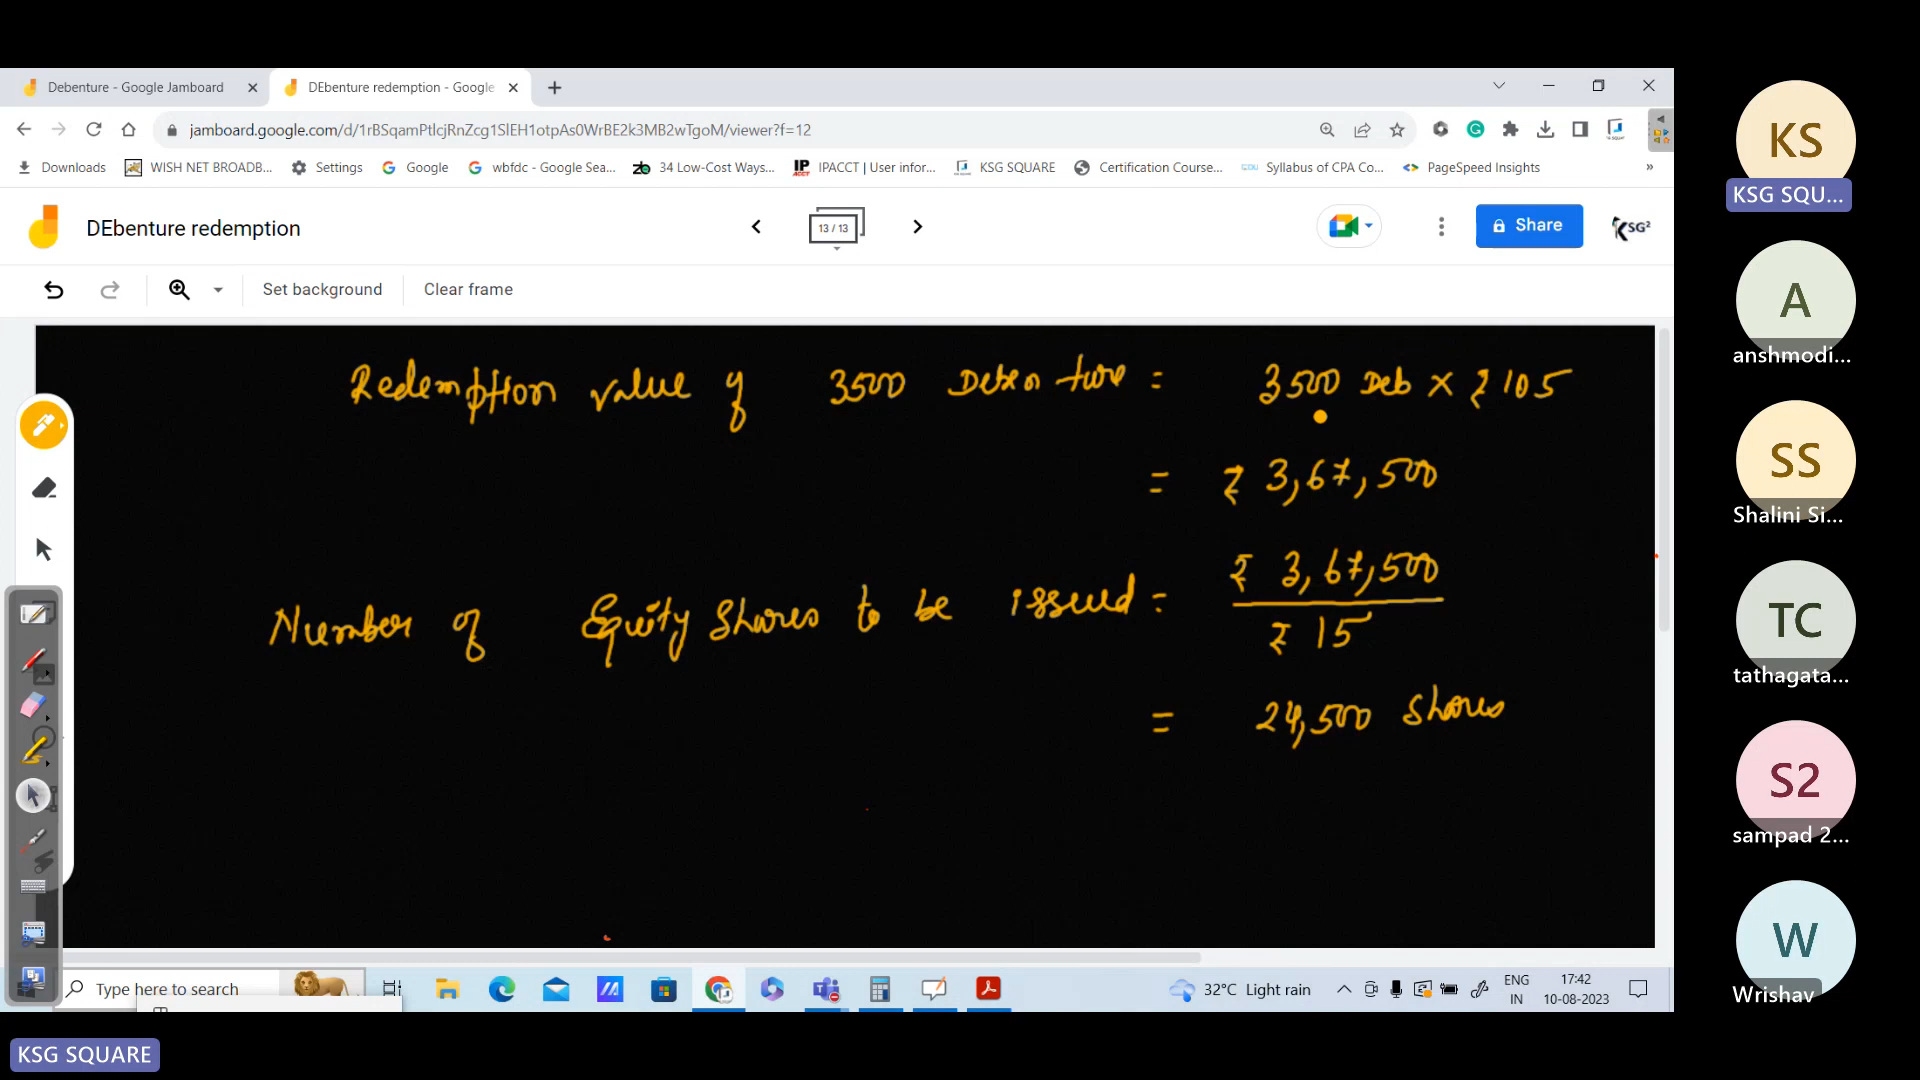 Debenture - Google Jamboard
DEbenture redemption - Google
jamboard.google.com/d/1rBSqamPtlcjRnZcg1SlEH1otpAs0WrBE2k3MB2wTgoM/viewer?f=12
Downloads WISH NET BROADB... Settings Google wbfdc - Google Sea... 34 Low-Cost Ways... IPACCT | User infor... KSG SQUARE Certification Course... Syllabus of CPA Co... PageSpeed Insights »
DEbenture redemption
13 / 13
Share
KSG²
Set background
Clear frame
Redemption value of 3500 Debenture = 3500 Deb × ₹ 105
= ₹ 3,67,500
Number of Equity Shares to be issued = ₹ 3,67,500
₹ 15
= 24,500 Shares
Type here to search
32°C Light rain
ENG
IN
17:42
10-08-2023
KS
KSG SQU...
A
anshmodi...
SS
Shalini Si...
TC
tathagata...
S2
sampad 2...
W
Wrishav
KSG SQUARE